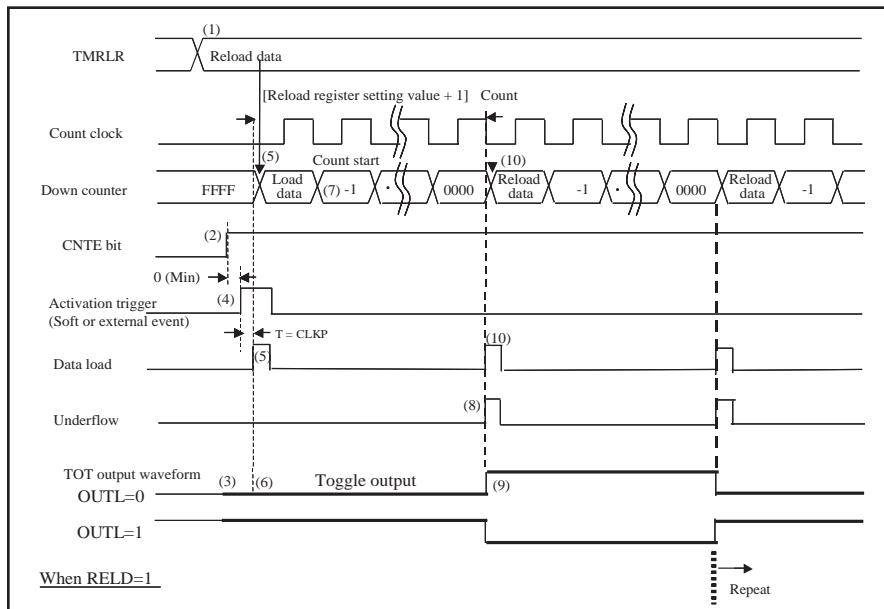 (1)
TMRLR
Reload data
[Reload register setting value + 1] Count
Count clock
(5)
Count start
(10)
Down counter
FFFF
Load data
(7) -1
·
0000
Reload data
-1
·
0000
Reload data
-1
CNTE bit
(2)
0 (Min)
Activation trigger
(Soft or external event)
(4)
T = CLKP
Data load
(5)
(10)
Underflow
(8)
TOT output waveform
OUTL=0
(3)
(6)
Toggle output
(9)
OUTL=1
When RELD=1
Repeat